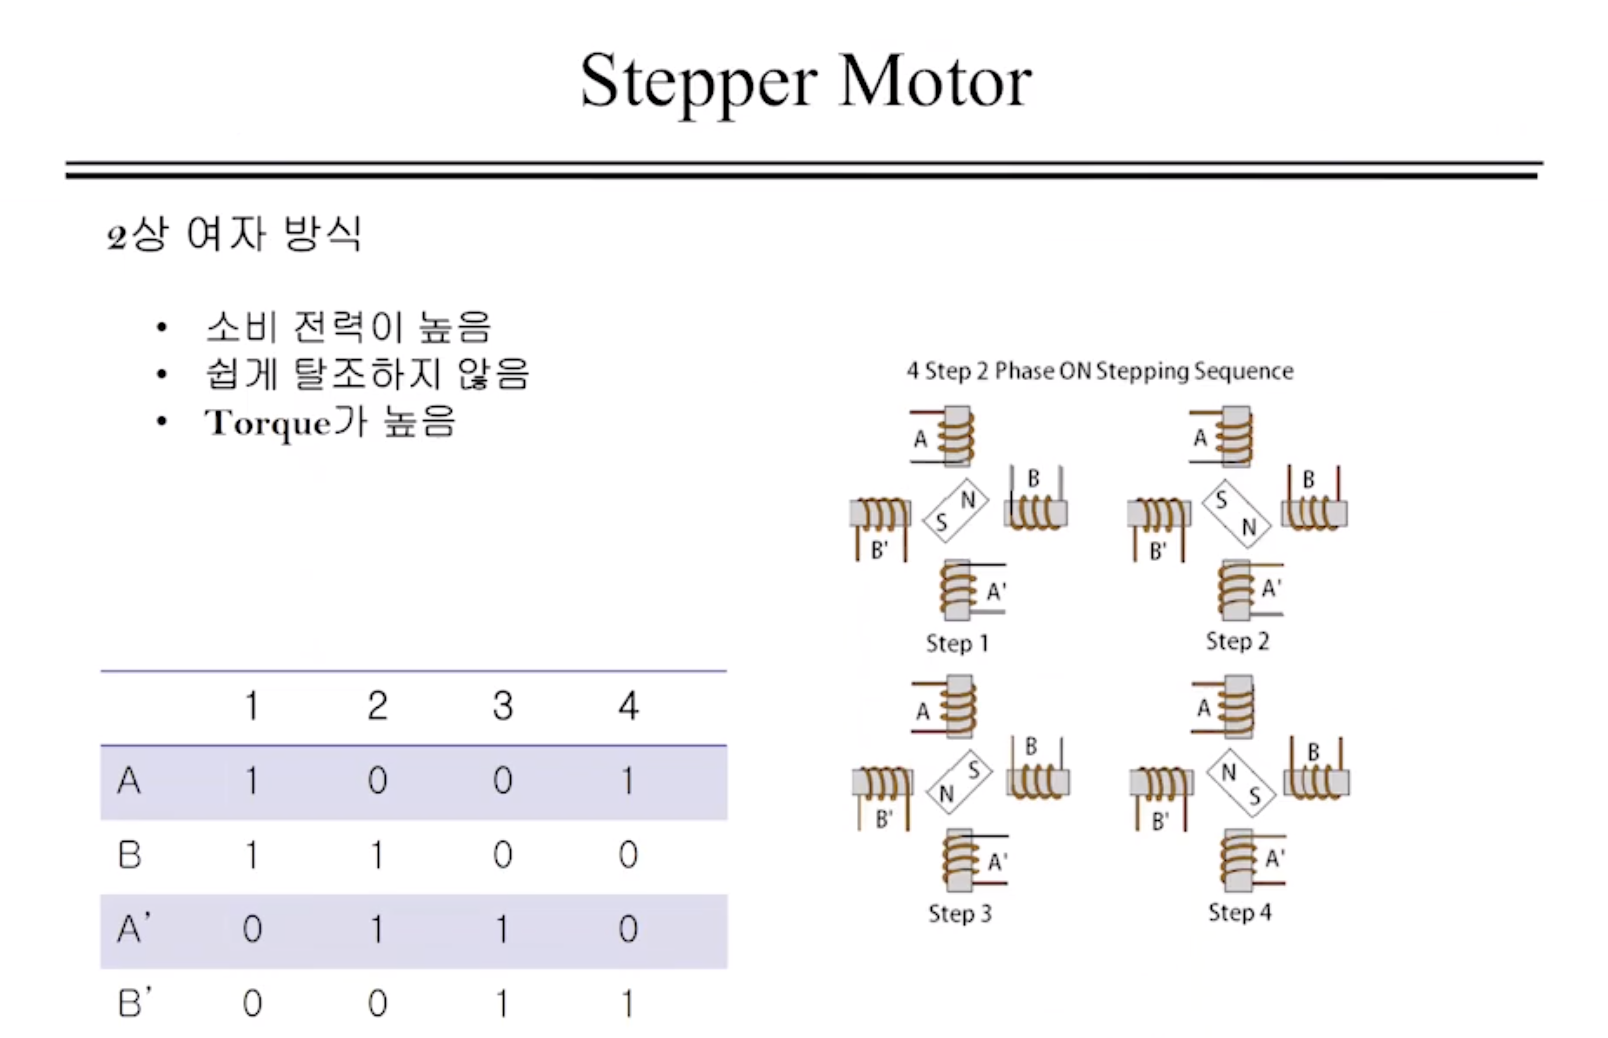 Stepper Motor
2상 여자 방식
• 소비 전력이 높음
• 쉽게 탈조하지 않음
• Torque가 높음
4 Step 2 Phase ON Stepping Sequence
A
B
N
S
B'
A'
Step 1
A
B
S
N
B'
A'
Step 2
A
B
S
N
B'
A'
Step 3
A
B
N
S
B'
A'
Step 4
1 2 3 4
A 1 0 0 1
B 1 1 0 0
A’ 0 1 1 0
B’ 0 0 1 1